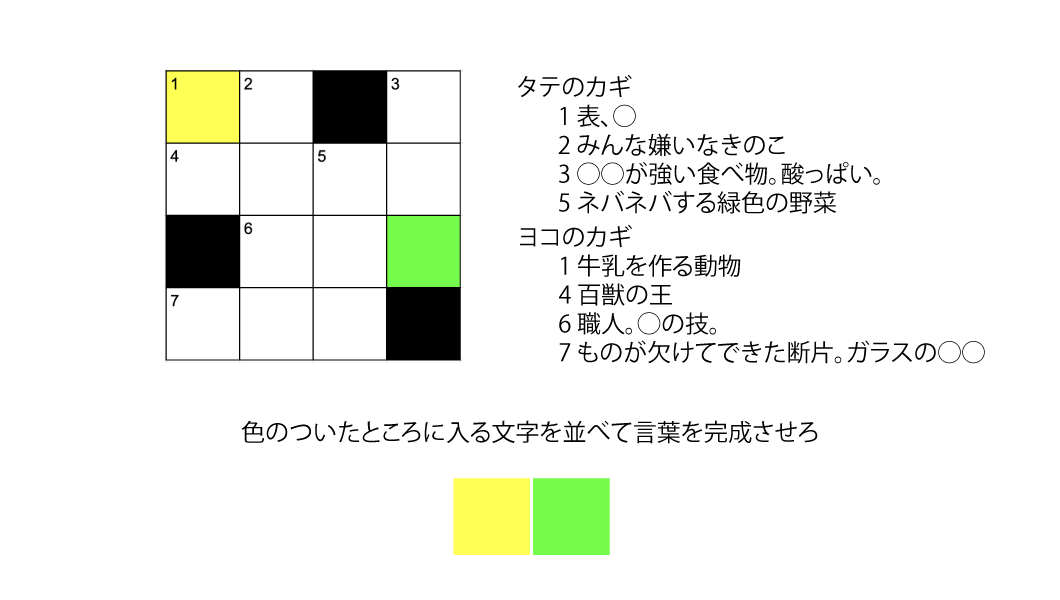 1
2
3
4
5
6
7
タテのカギ
1 表、〇
2 みんな嫌いなきのこ
3 〇〇が強い食べ物。酸っぱい。
5 ネバネバする緑色の野菜
ヨコのカギ
1 牛乳を作る動物
4 百獣の王
6 職人。〇の技。
7 ものが欠けてできた断片。ガラスの〇〇
色のついたところに入る文字を並べて言葉を完成させろ